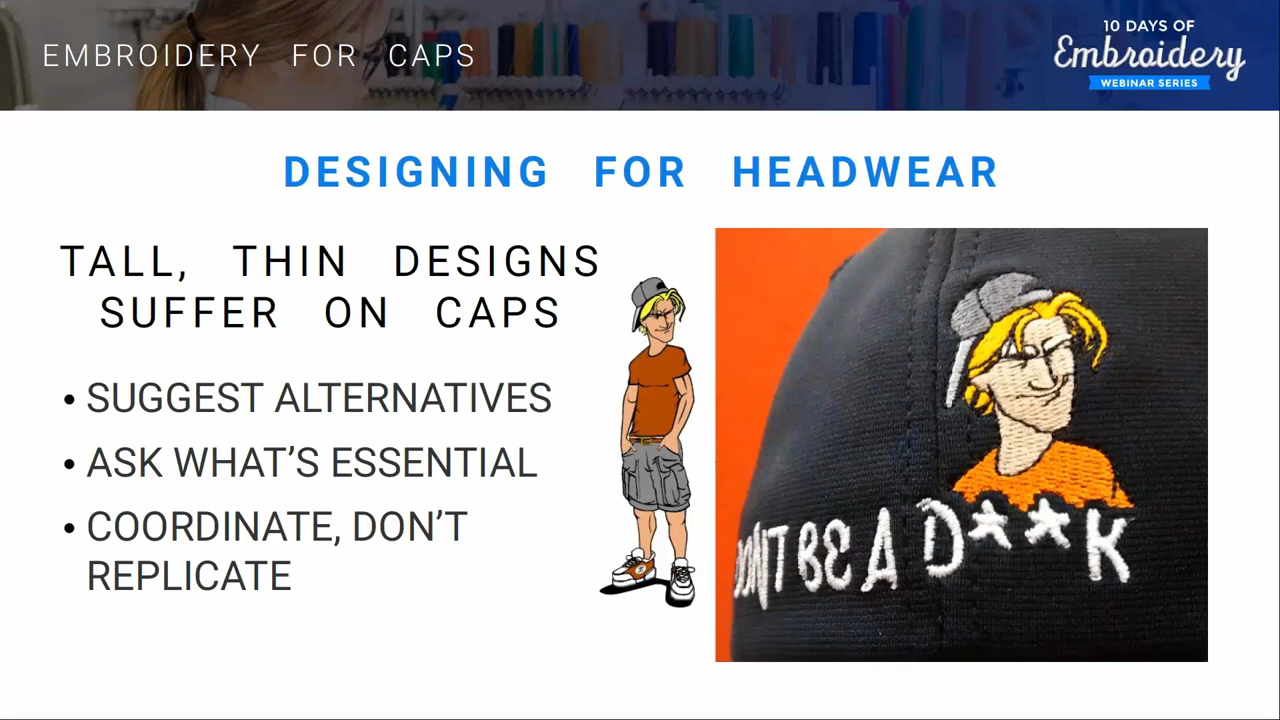 EMBROIDERY FOR CAPS
10 DAYS OF
Embroidery
WEBINAR SERIES
DESIGNING FOR HEADWEAR
TALL, THIN DESIGNS
SUFFER ON CAPS
• SUGGEST ALTERNATIVES
• ASK WHAT'S ESSENTIAL
• COORDINATE, DON'T
REPLICATE
DON'T BE A D**K